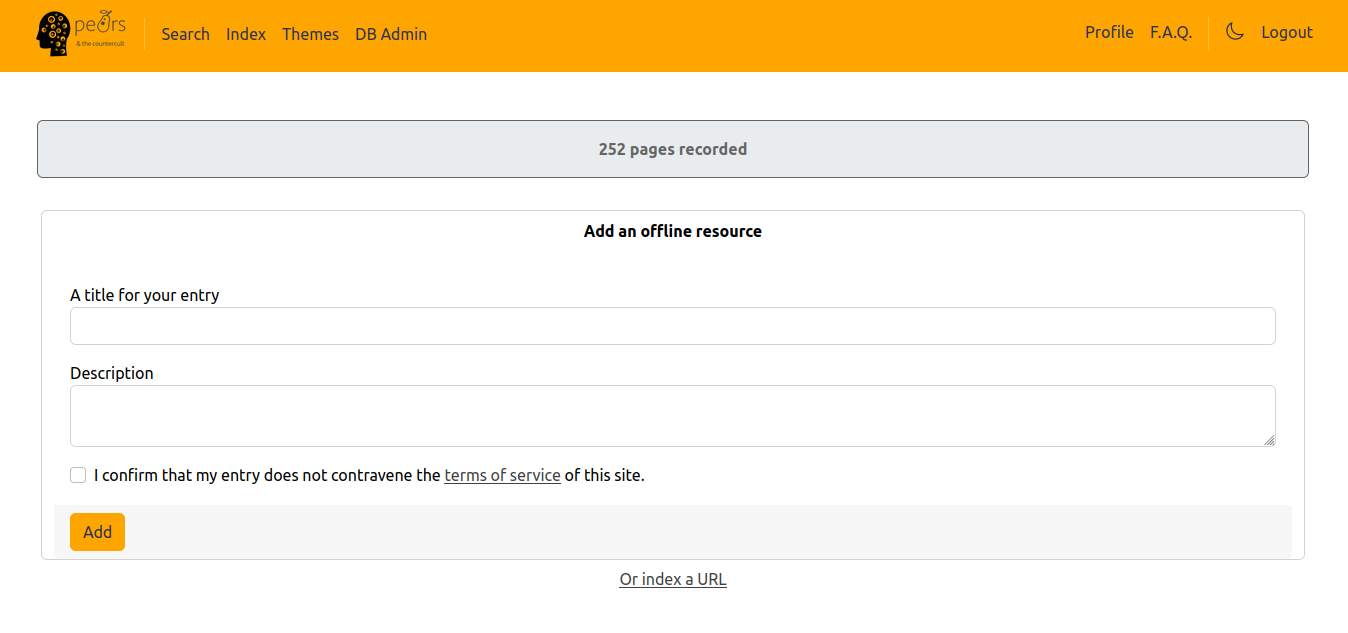 pears
& the countercult
Search Index Themes DB Admin
Profile F.A.Q. Logout
252 pages recorded
Add an offline resource
A title for your entry
Description
I confirm that my entry does not contravene the terms of service of this site.
Add
Or index a URL